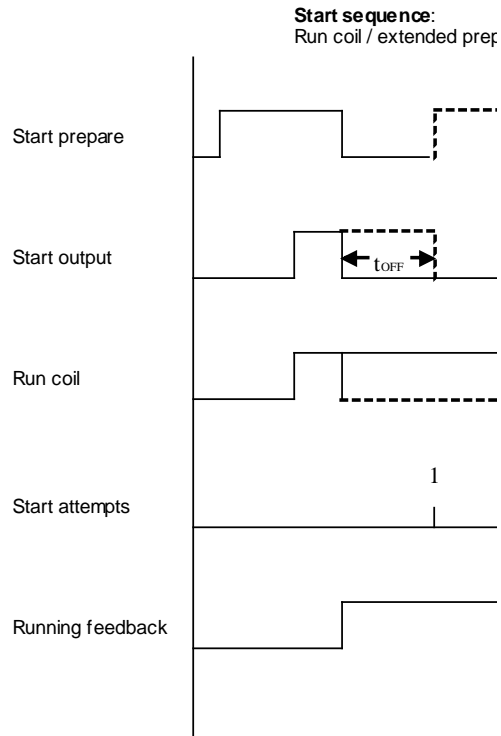 Start sequence:
Run coil / extended prep
Start prepare
Start output
tOFF
Run coil
1
Start attempts
Running feedback